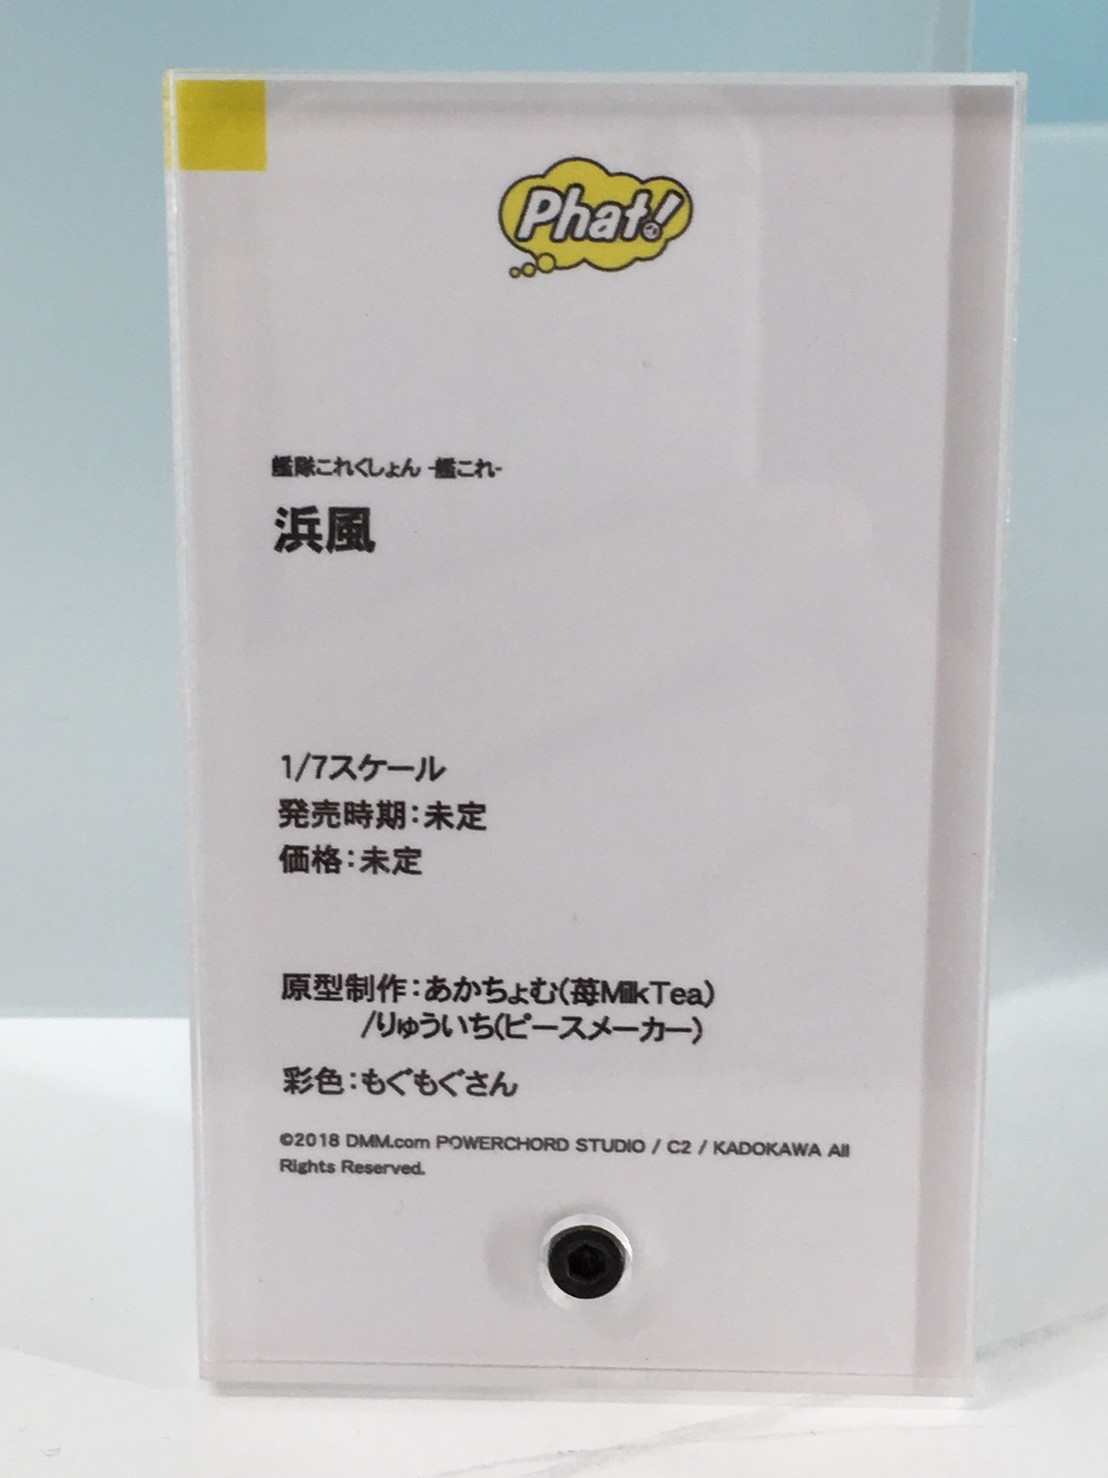 Phat!
艦隊これくしょん -艦これ-
浜風
1/7スケール
発売時期：未定
価格：未定
原型制作：あかちょむ(苺MilkTea)
/りゅういち(ピースメーカー)
彩色：もぐもぐさん
©2018 DMM.com POWERCHORD STUDIO / C2 / KADOKAWA All
Rights Reserved.